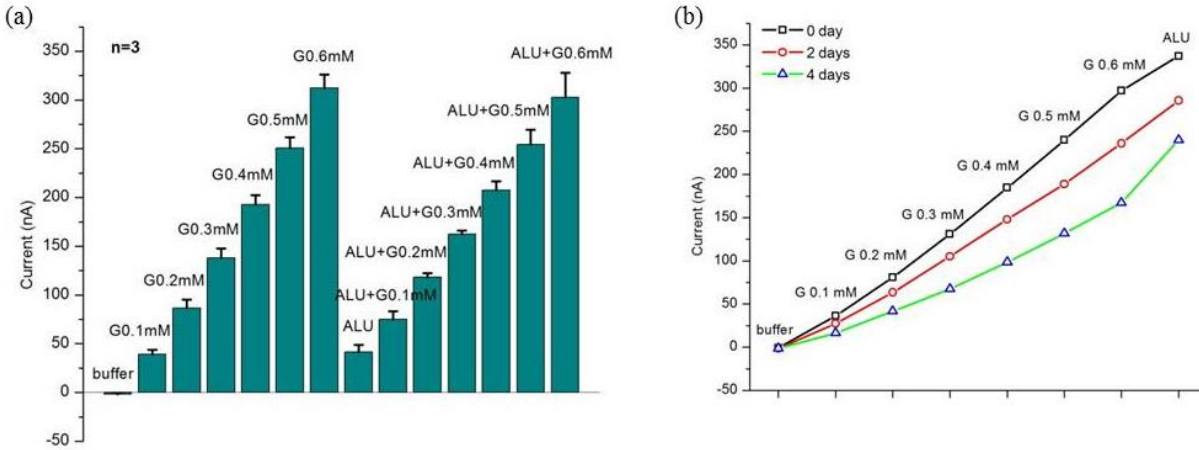 (a)
n=3
350
300
250
200
150
100
50
0
-50
Current (nA)
buffer
G0.1mM
G0.2mM
G0.3mM
G0.4mM
G0.5mM
G0.6mM
ALU
ALU+G0.1mM
ALU+G0.2mM
ALU+G0.3mM
ALU+G0.4mM
ALU+G0.5mM
ALU+G0.6mM
(b)
0 day
2 days
4 days
350
300
250
200
150
100
50
0
-50
Current (nA)
buffer
G 0.1 mM
G 0.2 mM
G 0.3 mM
G 0.4 mM
G 0.5 mM
G 0.6 mM
ALU